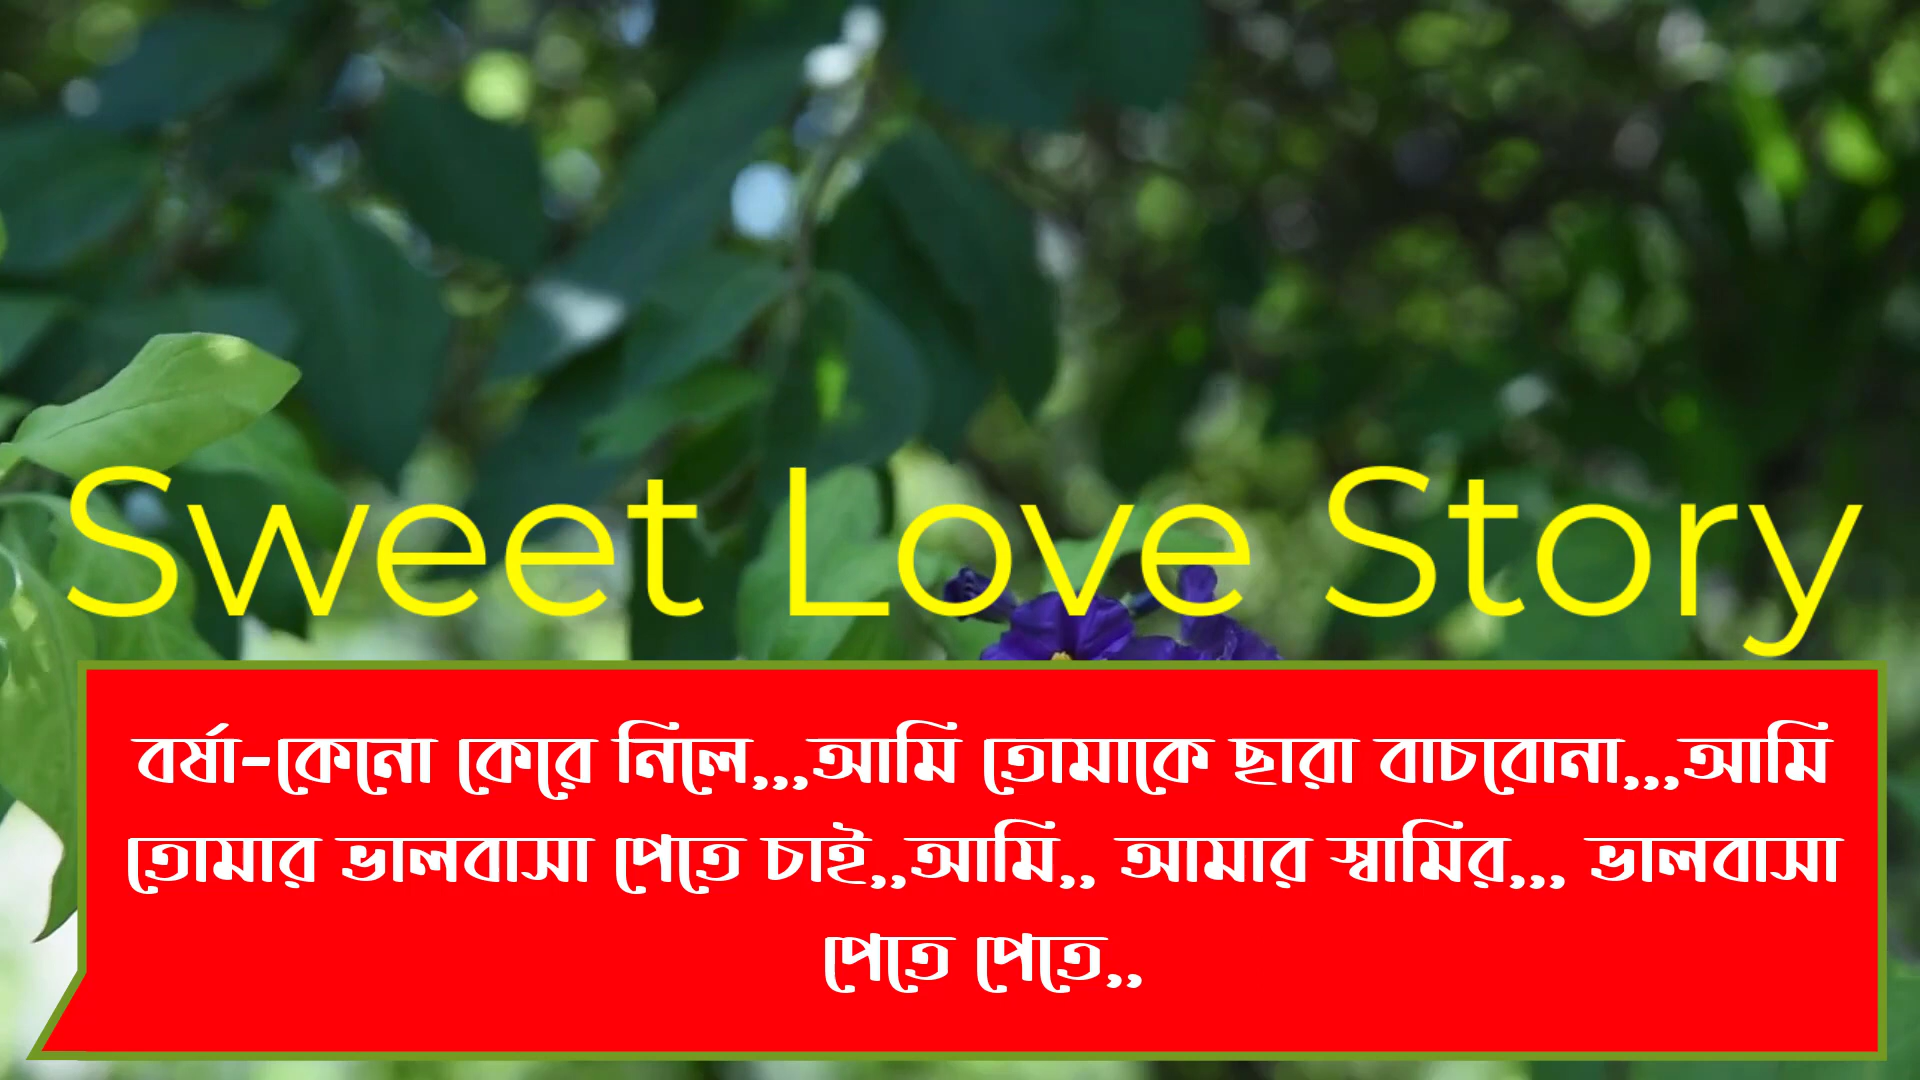 Sweet Love Story
বর্ষা-কেনো কেরে নিলে,,,আমি তোমাকে ছারা বাচবোনা,,,আমি
তোমার ভালবাসা পেতে চাই,,আমি,, আমার স্বামির,,, ভালবাসা
পেতে পেতে,,